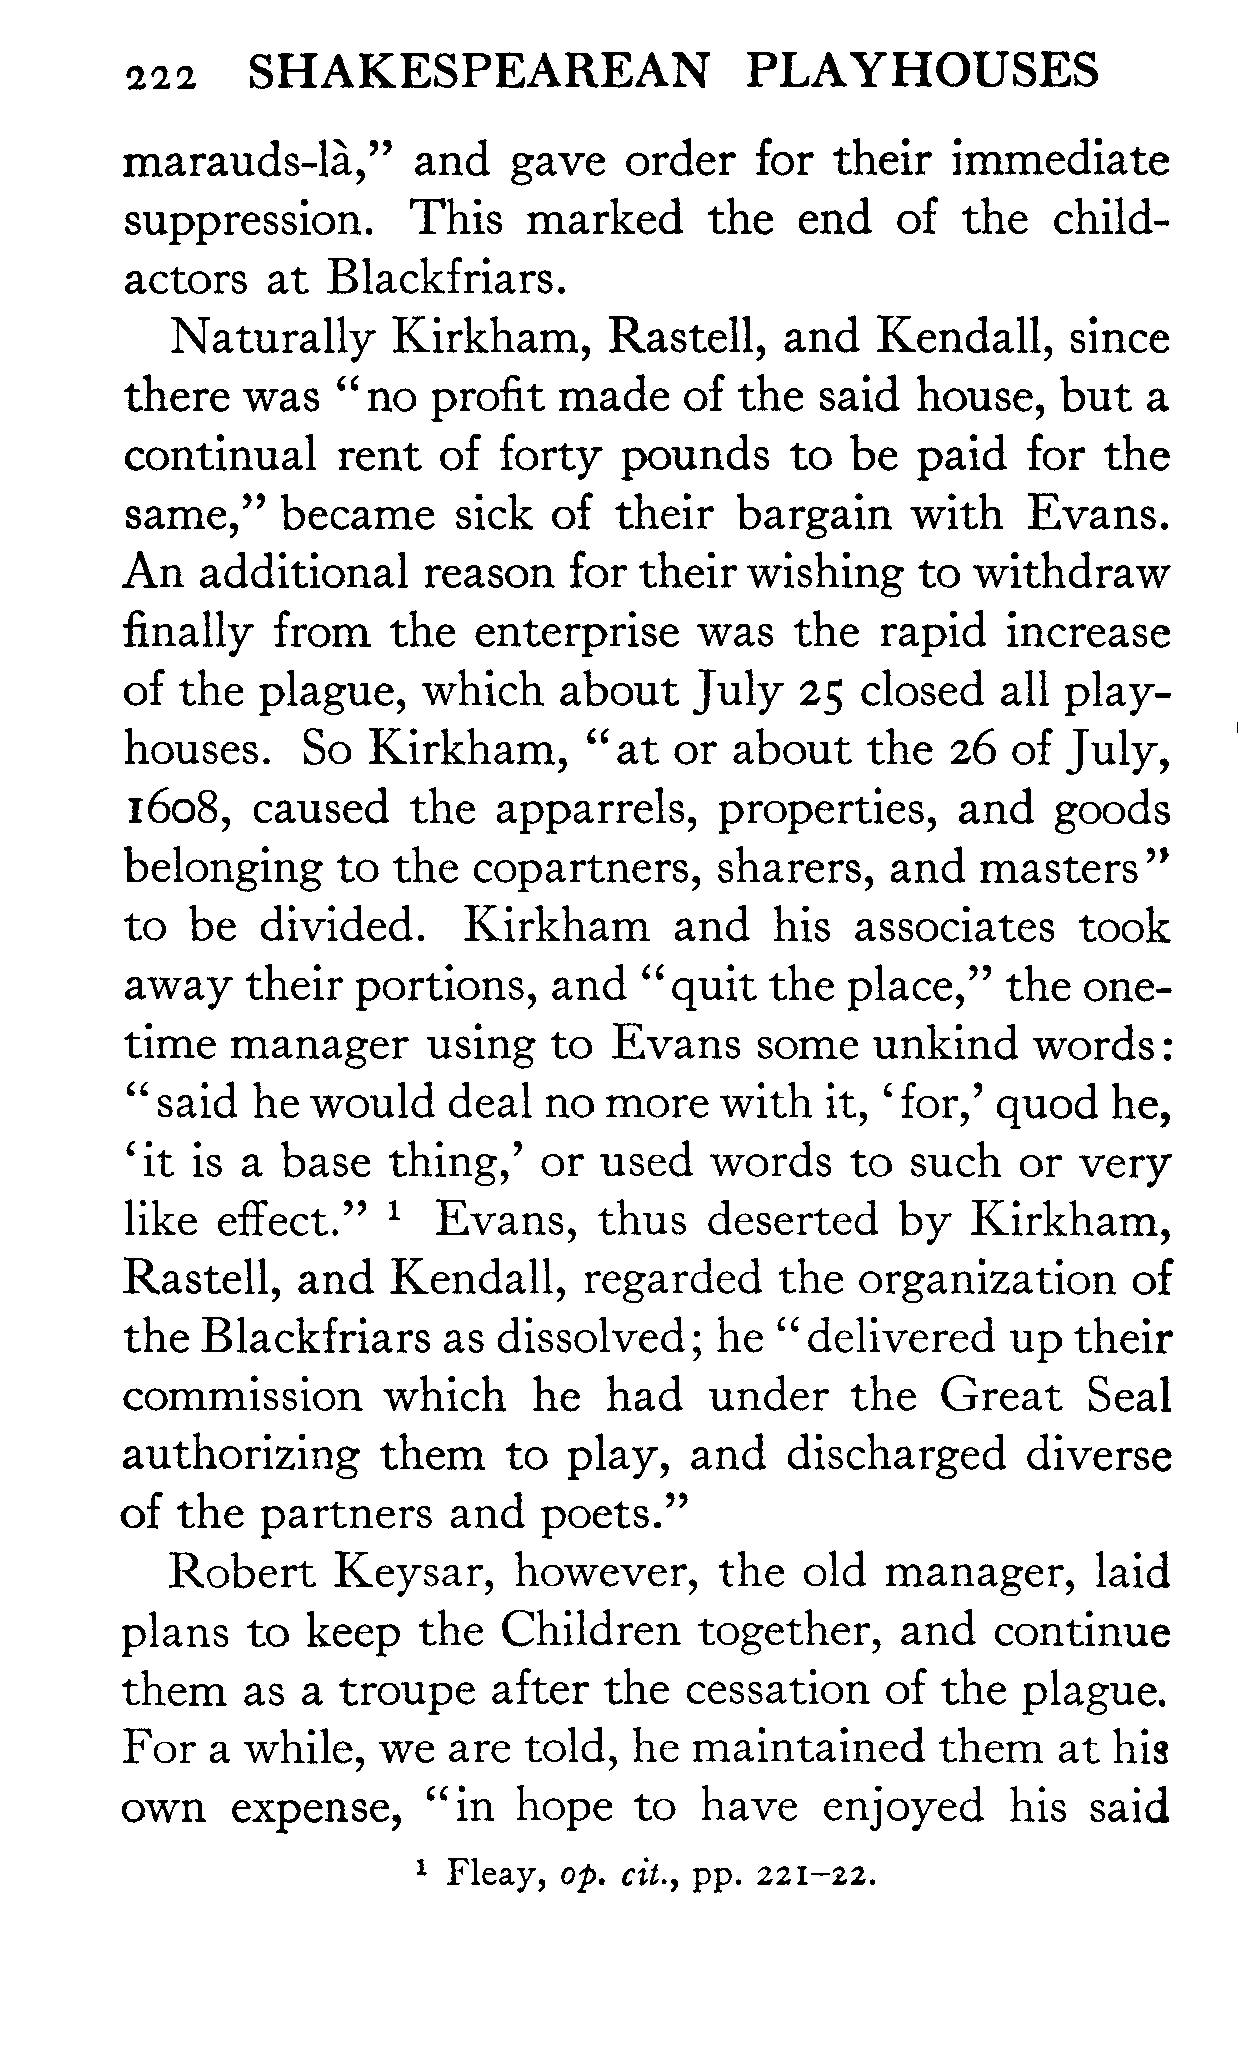 222 SHAKESPEAREAN PLAYHOUSES
marauds-là,” and gave order for their immediate
suppression. This marked the end of the child-
actors at Blackfriars.
Naturally Kirkham, Rastell, and Kendall, since
there was “no profit made of the said house, but a
continual rent of forty pounds to be paid for the
same,” became sick of their bargain with Evans.
An additional reason for their wishing to withdraw
finally from the enterprise was the rapid increase
of the plague, which about July 25 closed all play-
houses. So Kirkham, “at or about the 26 of July,
1608, caused the apparrels, properties, and goods
belonging to the copartners, sharers, and masters”
to be divided. Kirkham and his associates took
away their portions, and “quit the place,” the one-
time manager using to Evans some unkind words:
“said he would deal no more with it, ‘for,’ quod he,
‘it is a base thing,’ or used words to such or very
like effect.” ¹ Evans, thus deserted by Kirkham,
Rastell, and Kendall, regarded the organization of
the Blackfriars as dissolved; he “delivered up their
commission which he had under the Great Seal
authorizing them to play, and discharged diverse
of the partners and poets.”
Robert Keysar, however, the old manager, laid
plans to keep the Children together, and continue
them as a troupe after the cessation of the plague.
For a while, we are told, he maintained them at his
own expense, “in hope to have enjoyed his said
¹ Fleay, op. cit., pp. 221–22.